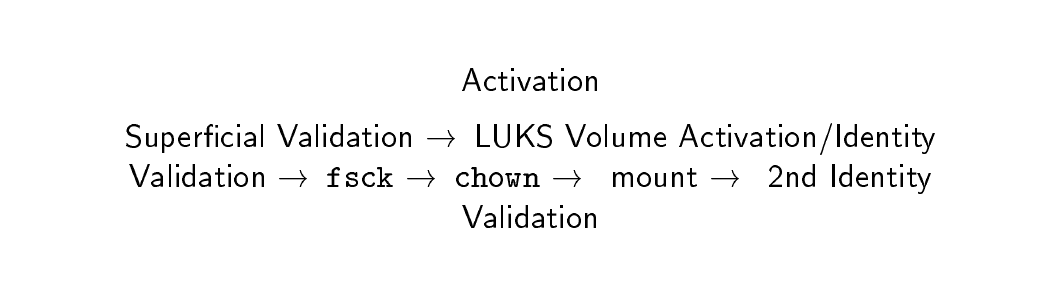 Activation
Superficial Validation → LUKS Volume Activation/Identity
Validation → fsck → chown → mount → 2nd Identity
Validation